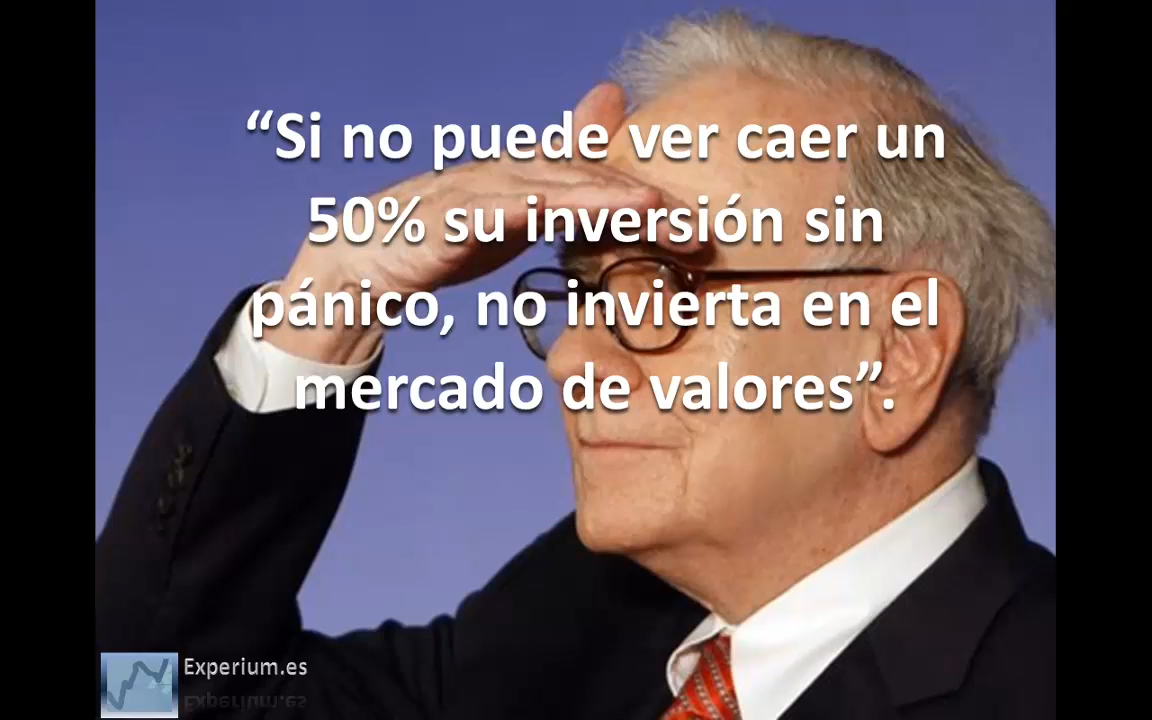 “Si no puede ver caer un
50% su inversión sin
pánico, no invierta en el
mercado de valores”.
Experium.es